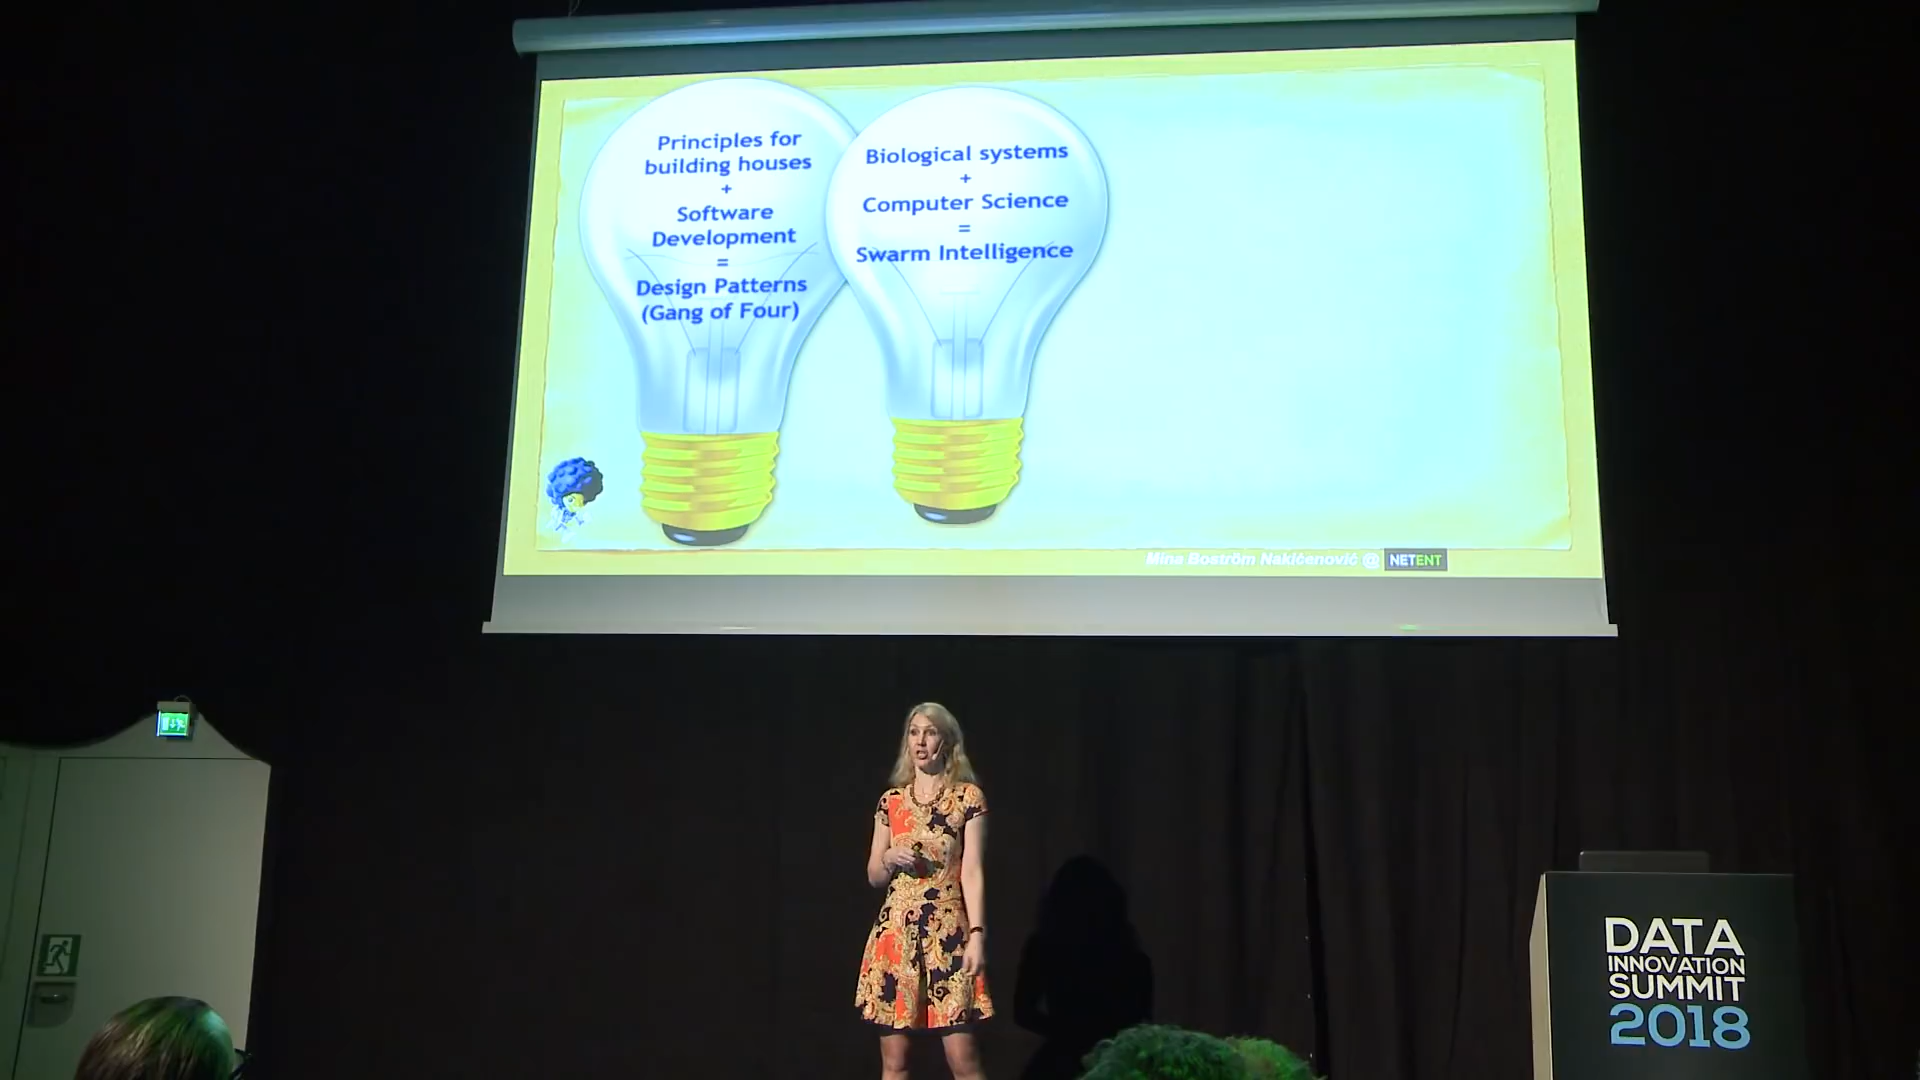 Principles for
building houses
+
Software
Development
=
Design Patterns
(Gang of Four)
Biological systems
+
Computer Science
=
Swarm Intelligence
Mina Boström Nakićenović @ NETENT
DATA
INNOVATION
SUMMIT
2018